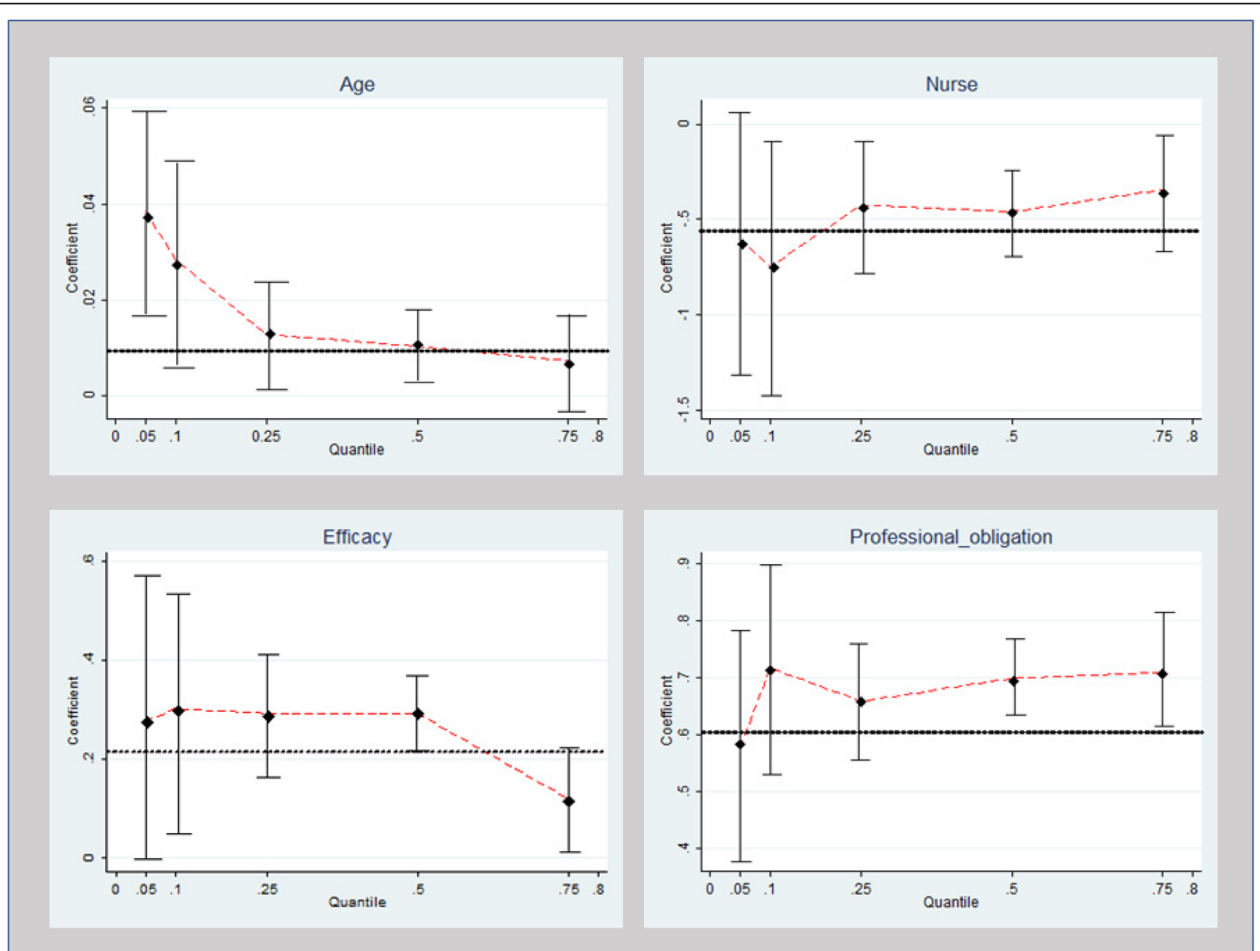 Age
Coefficient
.06
.04
.02
0
0 .05 .1 0.25 .5 .75 .8
Quantile
Nurse
Coefficient
0
-.5
-1
-1.5
0 .05 .1 .25 .5 .75 .8
Quantile
Efficacy
Coefficient
.6
.4
.2
0
0 .05 .1 .25 .5 .75 .8
Quantile
Professional_obligation
Coefficient
.9
.8
.7
.6
.5
.4
0 .05 .1 .25 .5 .75 .8
Quantile